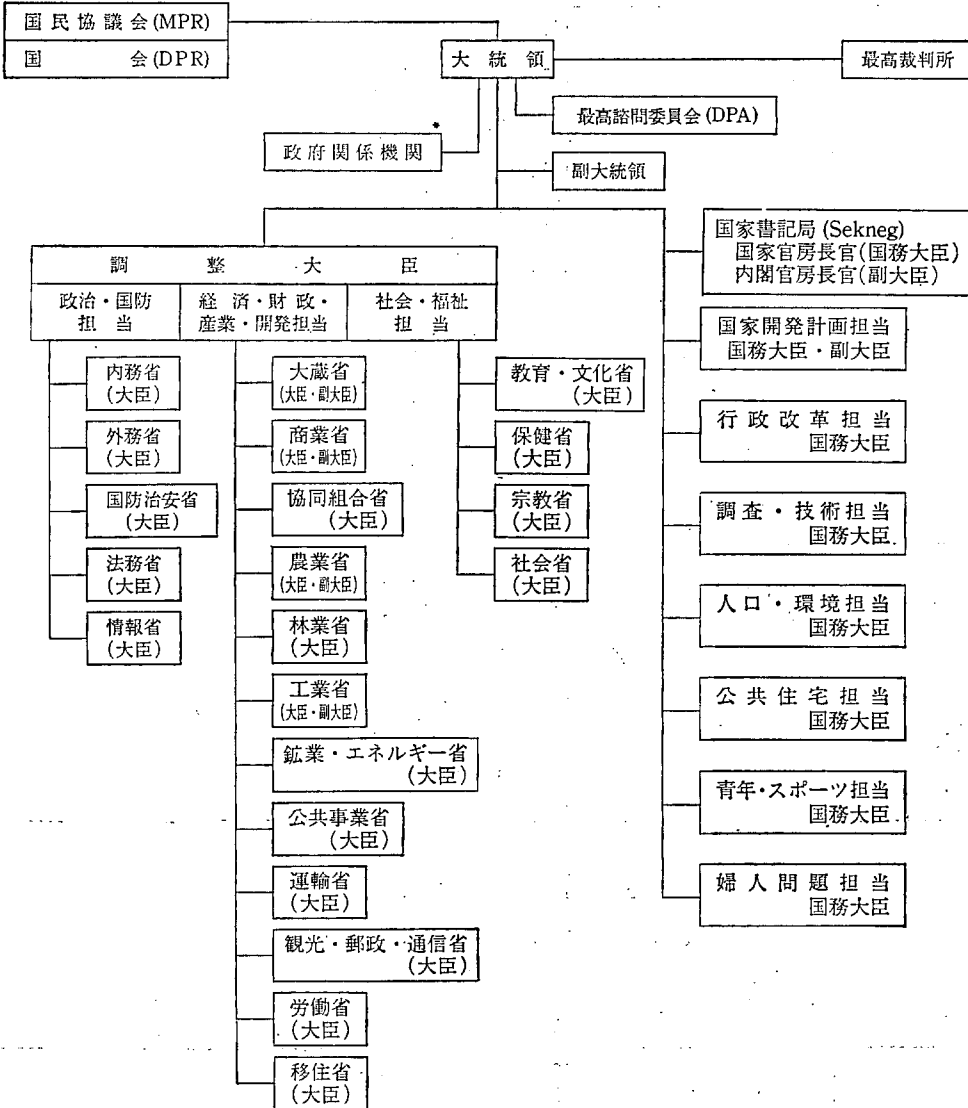 国民協議会(MPR)
国会(DPR)
大統領
最高裁判所
最高諮問委員会(DPA)
政府関係機関
副大統領
国家書記局(Sekneg)
国家官房長官(国務大臣)
内閣官房長官(副大臣)
調整大臣
政治・国防
担当
経済・財政・
産業・開発担当
社会・福祉
担当
内務省
(大臣)
外務省
(大臣)
国防治安省
(大臣)
法務省
(大臣)
情報省
(大臣)
大蔵省
(大臣・副大臣)
商業省
(大臣・副大臣)
協同組合省
(大臣)
農業省
(大臣・副大臣)
林業省
(大臣)
工業省
(大臣・副大臣)
鉱業・エネルギー省
(大臣)
公共事業省
(大臣)
運輸省
(大臣)
観光・郵政・通信省
(大臣)
労働省
(大臣)
移住省
(大臣)
教育・文化省
(大臣)
保健省
(大臣)
宗教省
(大臣)
社会省
(大臣)
国家開発計画担当
国務大臣・副大臣
行政改革担当
国務大臣
調査・技術担当
国務大臣
人口・環境担当
国務大臣
公共住宅担当
国務大臣
青年・スポーツ担当
国務大臣
婦人問題担当
国務大臣